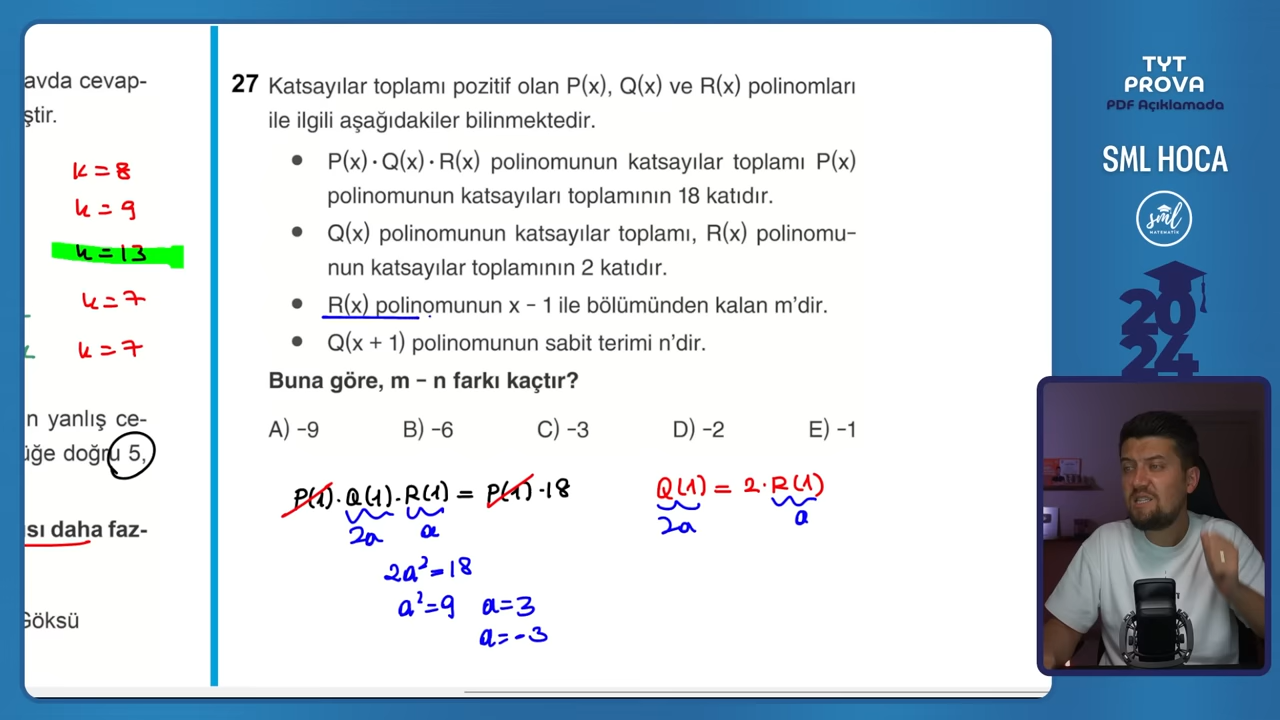 avda cevap-
ştir.
k = 8
k = 9
k = 13
k = 7
k = 7
n yanlış ce-
üğe doğru 5,
sı daha faz-
Göksü
27 Katsayılar toplamı pozitif olan P(x), Q(x) ve R(x) polinomları
ile ilgili aşağıdakiler bilinmektedir.
• P(x) · Q(x) · R(x) polinomunun katsayılar toplamı P(x)
polinomunun katsayıları toplamının 18 katıdır.
• Q(x) polinomunun katsayılar toplamı, R(x) polinomu-
nun katsayılar toplamının 2 katıdır.
• R(x) polinomunun x − 1 ile bölümünden kalan m'dir.
• Q(x + 1) polinomunun sabit terimi n'dir.
Buna göre, m − n farkı kaçtır?
A) −9 B) −6 C) −3 D) −2 E) −1
P(1) · Q(1) · R(1) = P(1) · 18
2a a
2a² = 18
a² = 9 a = 3
a = −3
Q(1) = 2 · R(1)
2a a
TYT
PROVA
PDF Açıklamada
SML HOCA
sml
MATEMATİK
2024